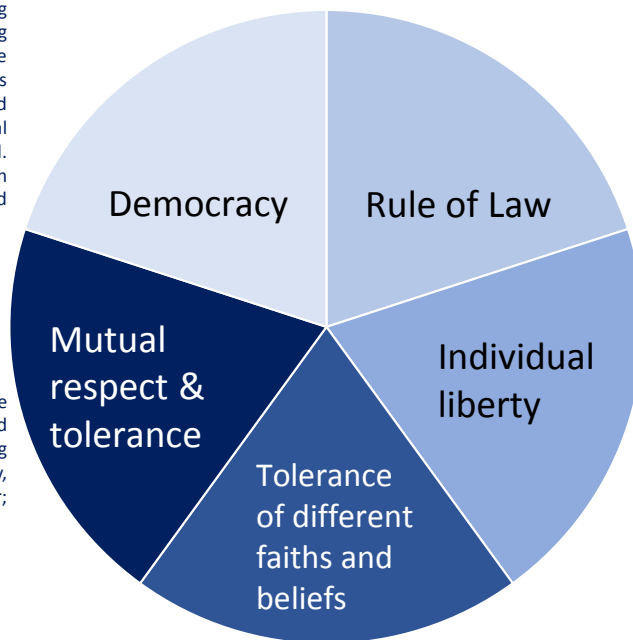 Democracy
Rule of Law
Mutual
respect &
tolerance
Individual
liberty
Tolerance
of different
faiths and
beliefs